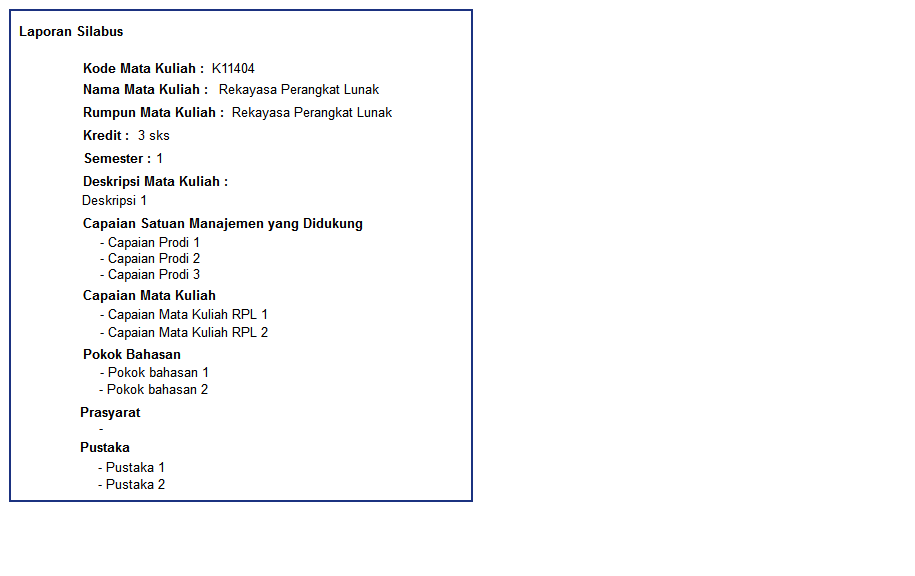 Laporan Silabus
Kode Mata Kuliah : K11404
Nama Mata Kuliah : Rekayasa Perangkat Lunak
Rumpun Mata Kuliah : Rekayasa Perangkat Lunak
Kredit : 3 sks
Semester : 1
Deskripsi Mata Kuliah :
Deskripsi 1
Capaian Satuan Manajemen yang Didukung
- Capaian Prodi 1
- Capaian Prodi 2
- Capaian Prodi 3
Capaian Mata Kuliah
- Capaian Mata Kuliah RPL 1
- Capaian Mata Kuliah RPL 2
Pokok Bahasan
- Pokok bahasan 1
- Pokok bahasan 2
Prasyarat
-
Pustaka
- Pustaka 1
- Pustaka 2